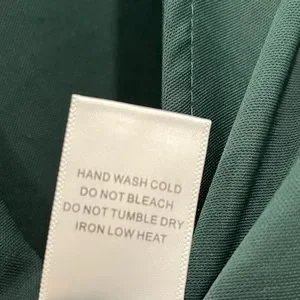 HAND WASH COLD
DO NOT BLEACH
DO NOT TUMBLE DRY
IRON LOW HEAT